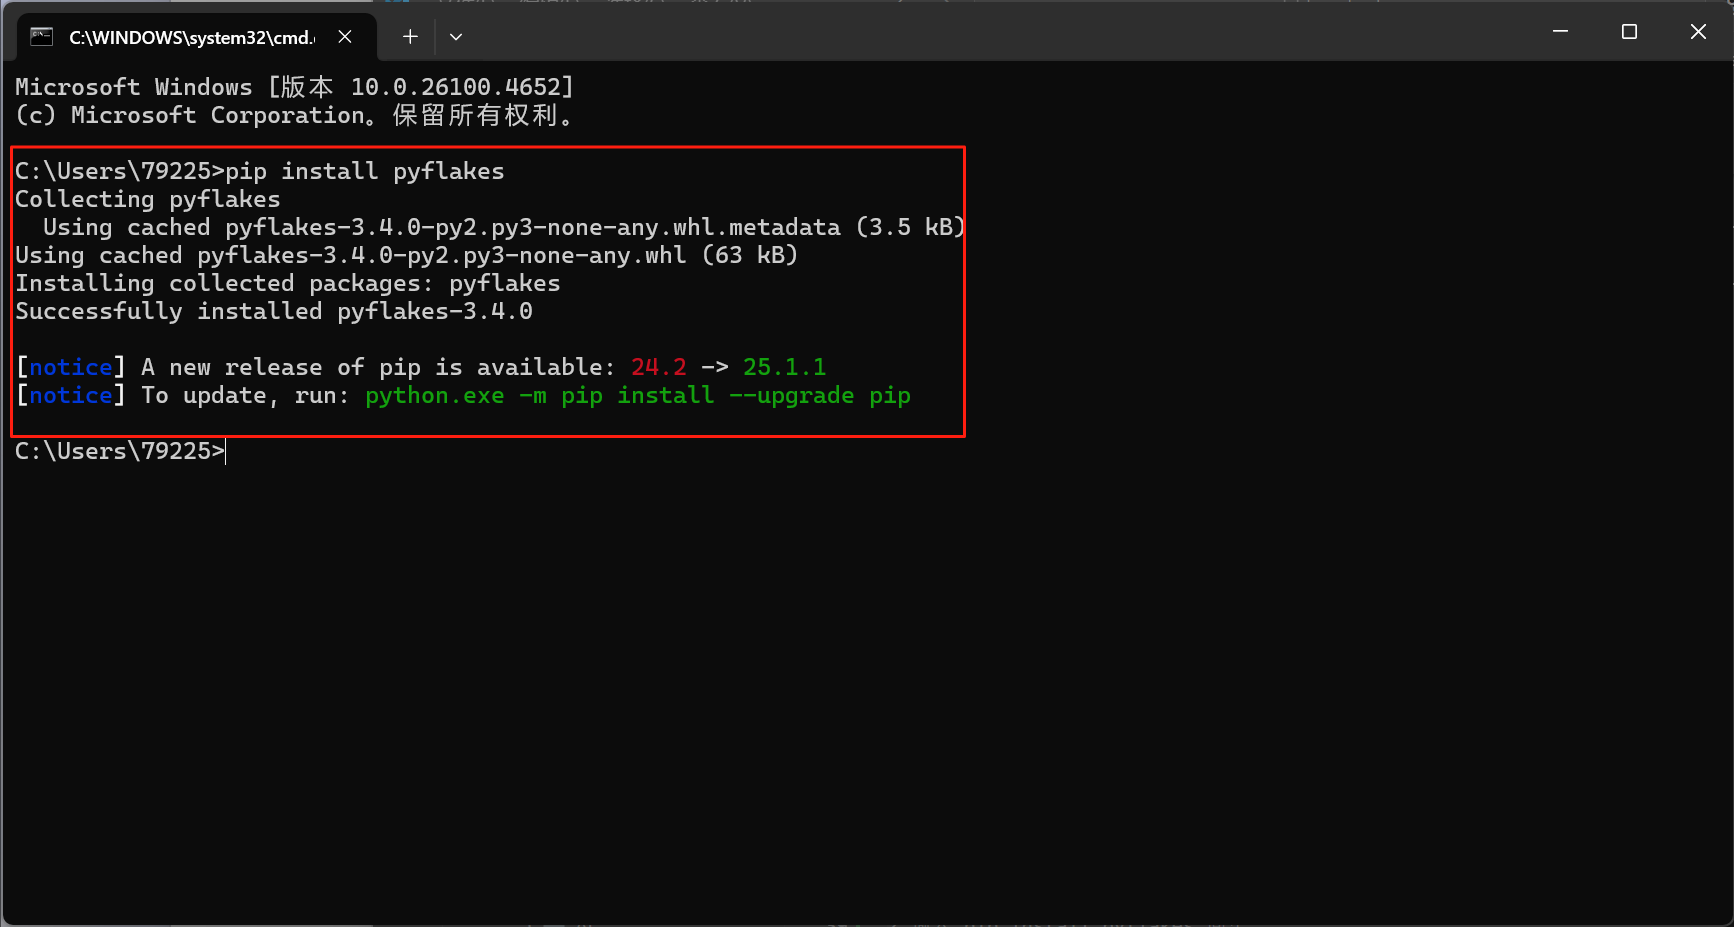 C:\WINDOWS\system32\cmd.
Microsoft Windows [版本 10.0.26100.4652]
(c) Microsoft Corporation。保留所有权利。
C:\Users\79225>pip install pyflakes
Collecting pyflakes
  Using cached pyflakes-3.4.0-py2.py3-none-any.whl.metadata (3.5 kB)
Using cached pyflakes-3.4.0-py2.py3-none-any.whl (63 kB)
Installing collected packages: pyflakes
Successfully installed pyflakes-3.4.0
[notice] A new release of pip is available: 24.2 -> 25.1.1
[notice] To update, run: python.exe -m pip install --upgrade pip
C:\Users\79225>